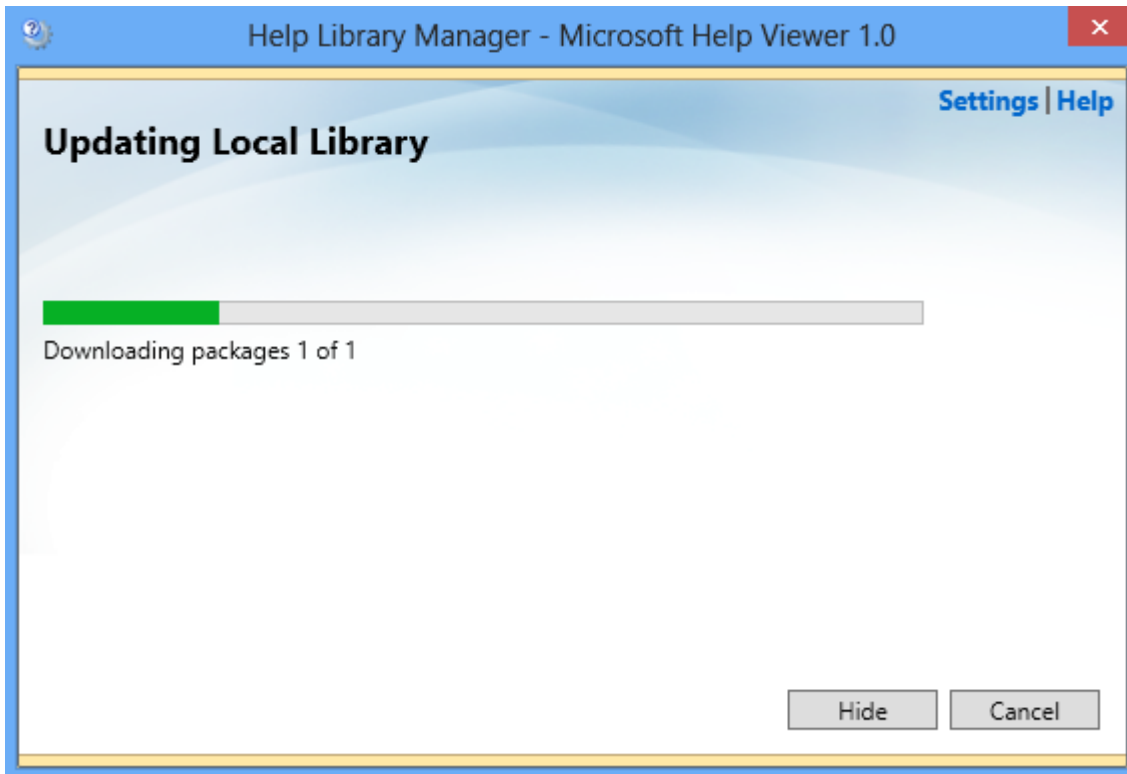 Help Library Manager - Microsoft Help Viewer 1.0
Settings | Help
Updating Local Library
Downloading packages 1 of 1
Hide Cancel